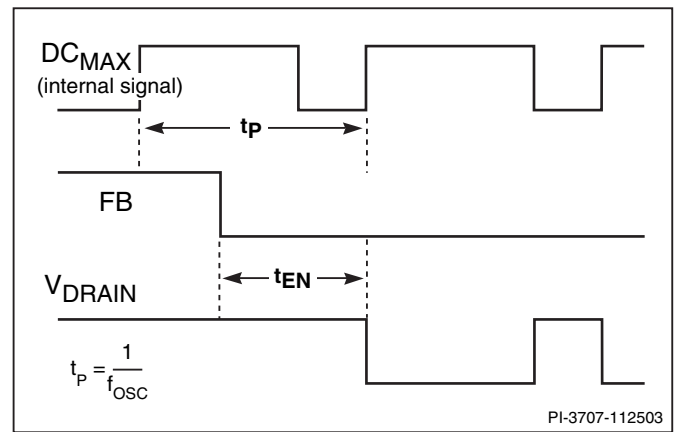 DCMAX
(internal signal)
tP
FB
tEN
VDRAIN
tP = 1/fOSC
PI-3707-112503